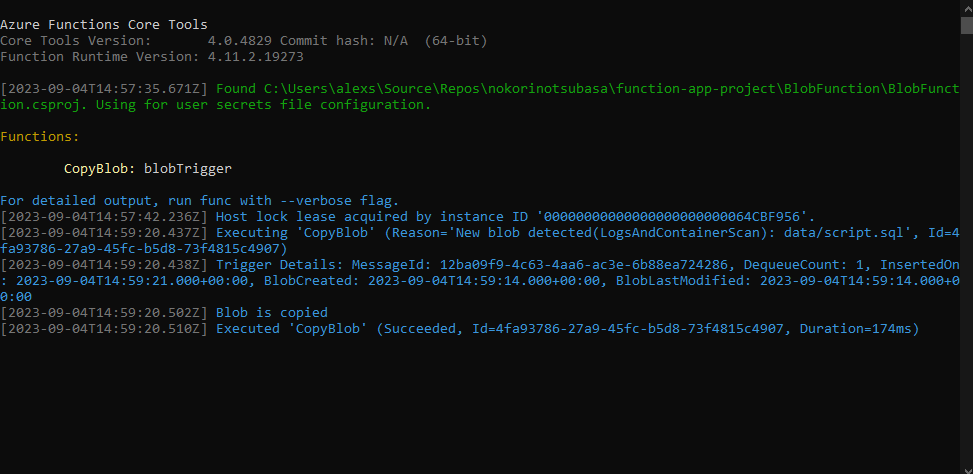 Azure Functions Core Tools
Core Tools Version:       4.0.4829 Commit hash: N/A  (64-bit)
Function Runtime Version: 4.11.2.19273
[2023-09-04T14:57:35.671Z] Found C:\Users\alexs\Source\Repos\nokorinotsubasa\function-app-project\BlobFunction\BlobFunct
ion.csproj. Using for user secrets file configuration.
Functions:
        CopyBlob: blobTrigger
For detailed output, run func with --verbose flag.
[2023-09-04T14:57:42.236Z] Host lock lease acquired by instance ID '00000000000000000000000064CBF956'.
[2023-09-04T14:59:20.437Z] Executing 'CopyBlob' (Reason='New blob detected(LogsAndContainerScan): data/script.sql', Id=4
fa93786-27a9-45fc-b5d8-73f4815c4907)
[2023-09-04T14:59:20.438Z] Trigger Details: MessageId: 12ba09f9-4c63-4aa6-ac3e-6b88ea724286, DequeueCount: 1, InsertedOn
: 2023-09-04T14:59:21.000+00:00, BlobCreated: 2023-09-04T14:59:14.000+00:00, BlobLastModified: 2023-09-04T14:59:14.000+0
0:00
[2023-09-04T14:59:20.502Z] Blob is copied
[2023-09-04T14:59:20.510Z] Executed 'CopyBlob' (Succeeded, Id=4fa93786-27a9-45fc-b5d8-73f4815c4907, Duration=174ms)